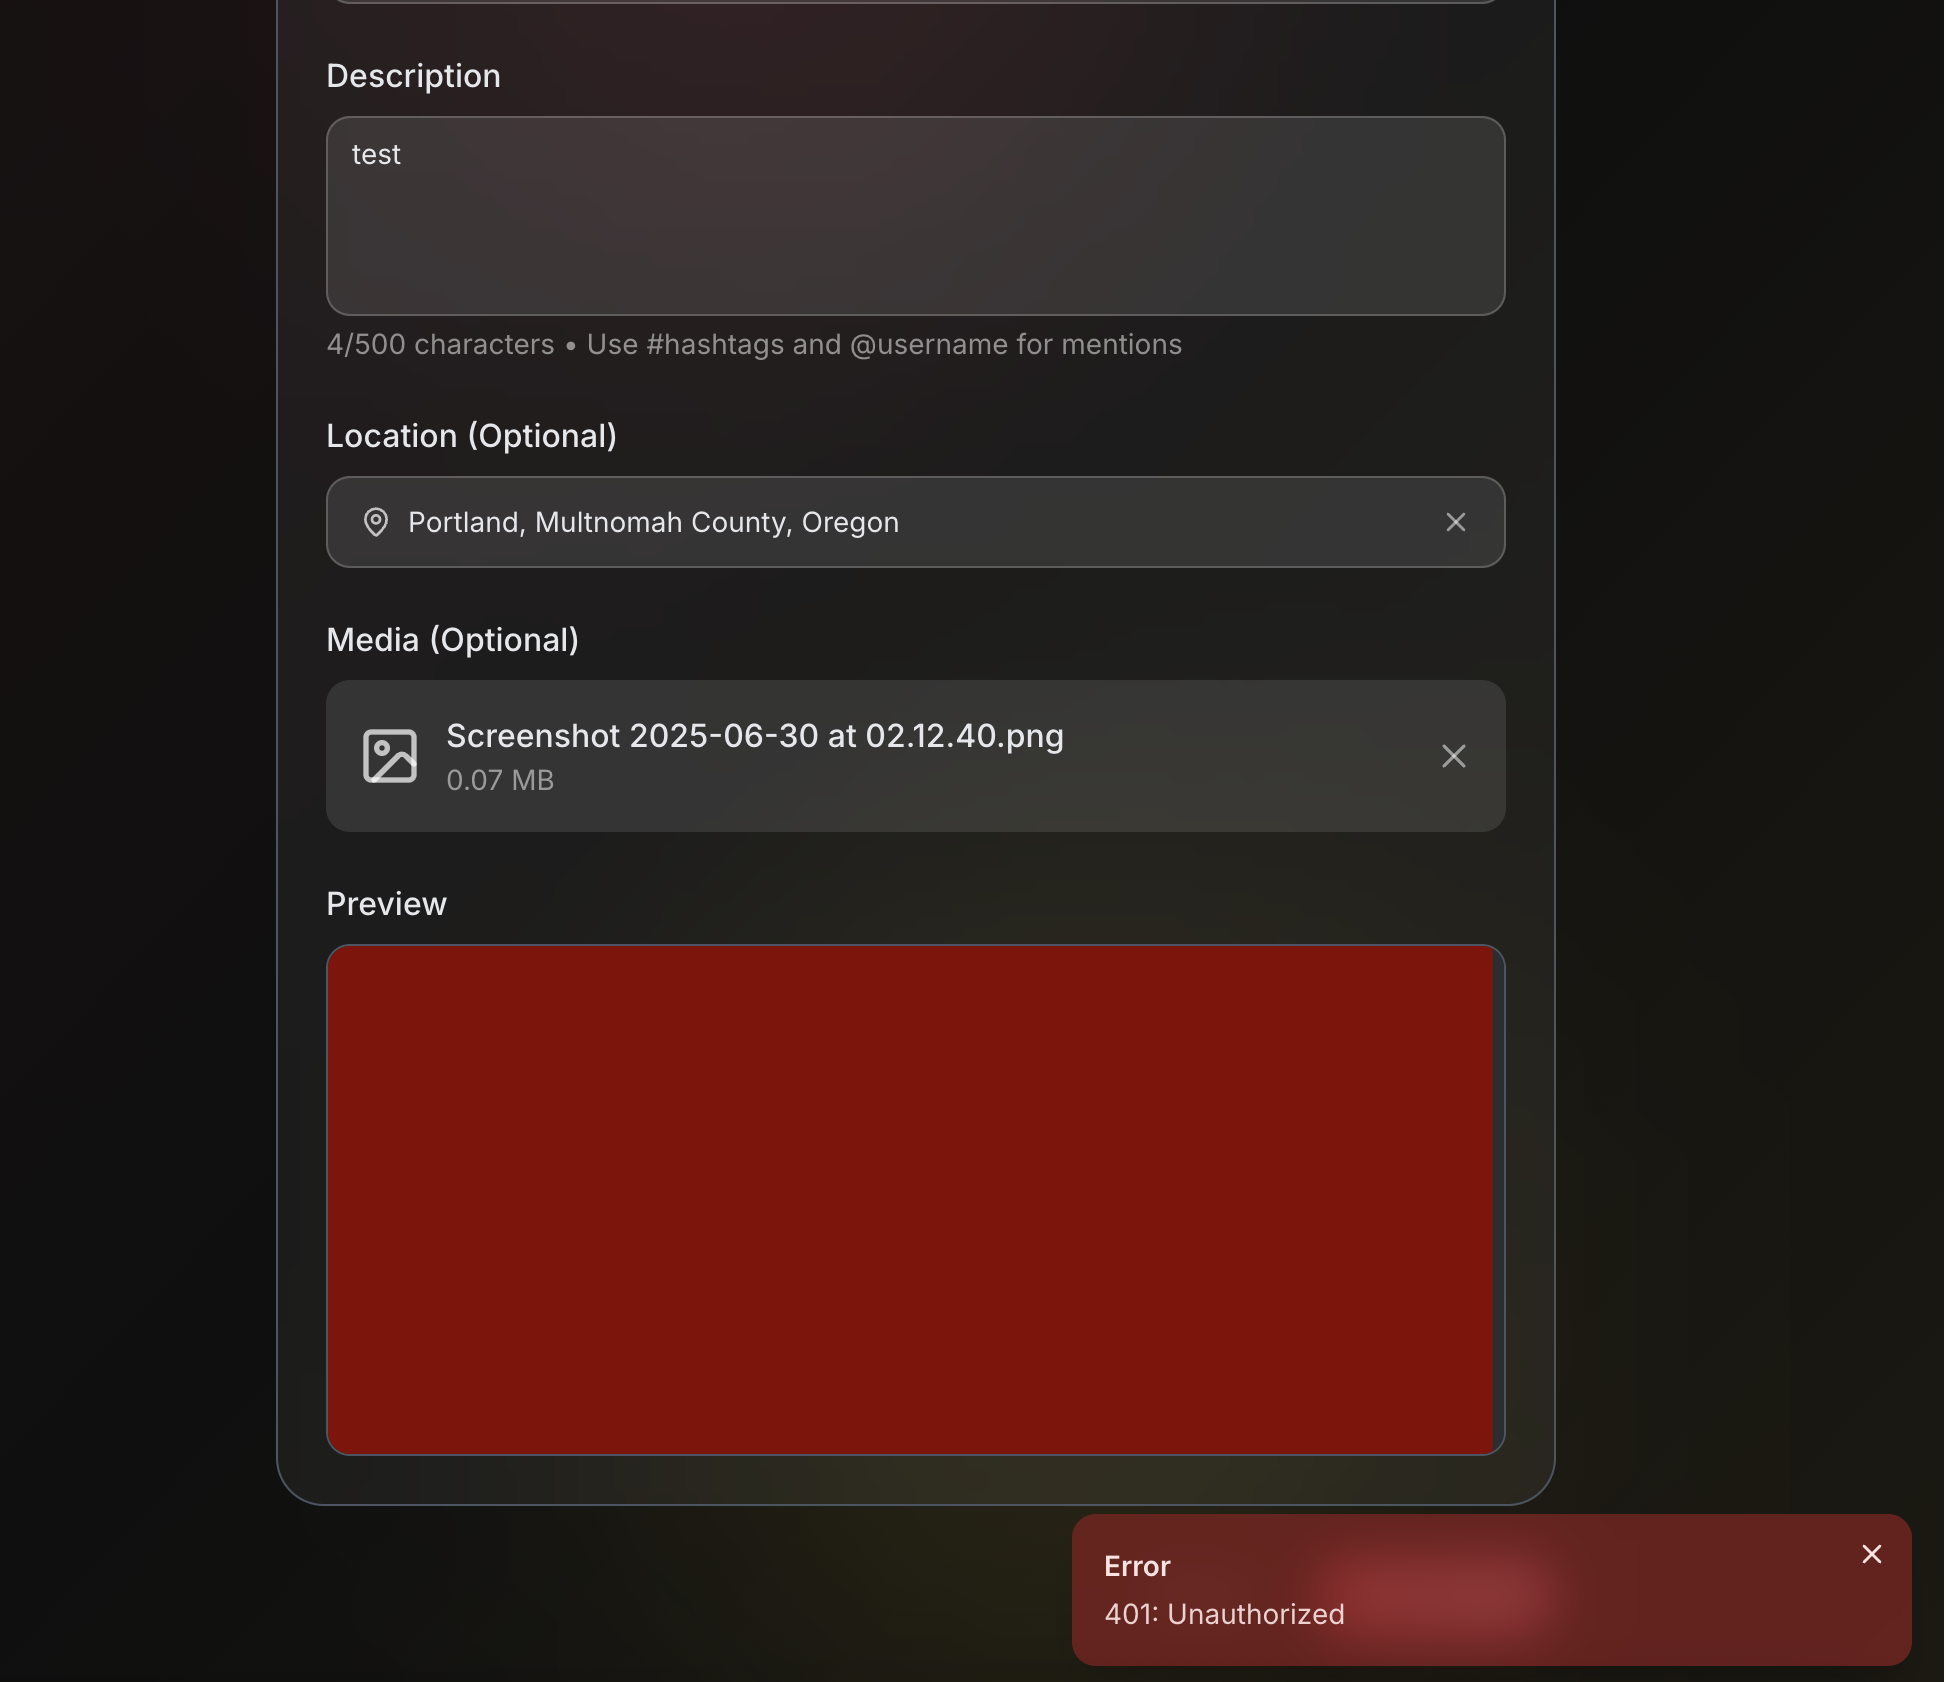 Description
test
4/500 characters • Use #hashtags and @username for mentions
Location (Optional)
Portland, Multnomah County, Oregon
Media (Optional)
Screenshot 2025-06-30 at 02.12.40.png
0.07 MB
Preview
Error
401: Unauthorized